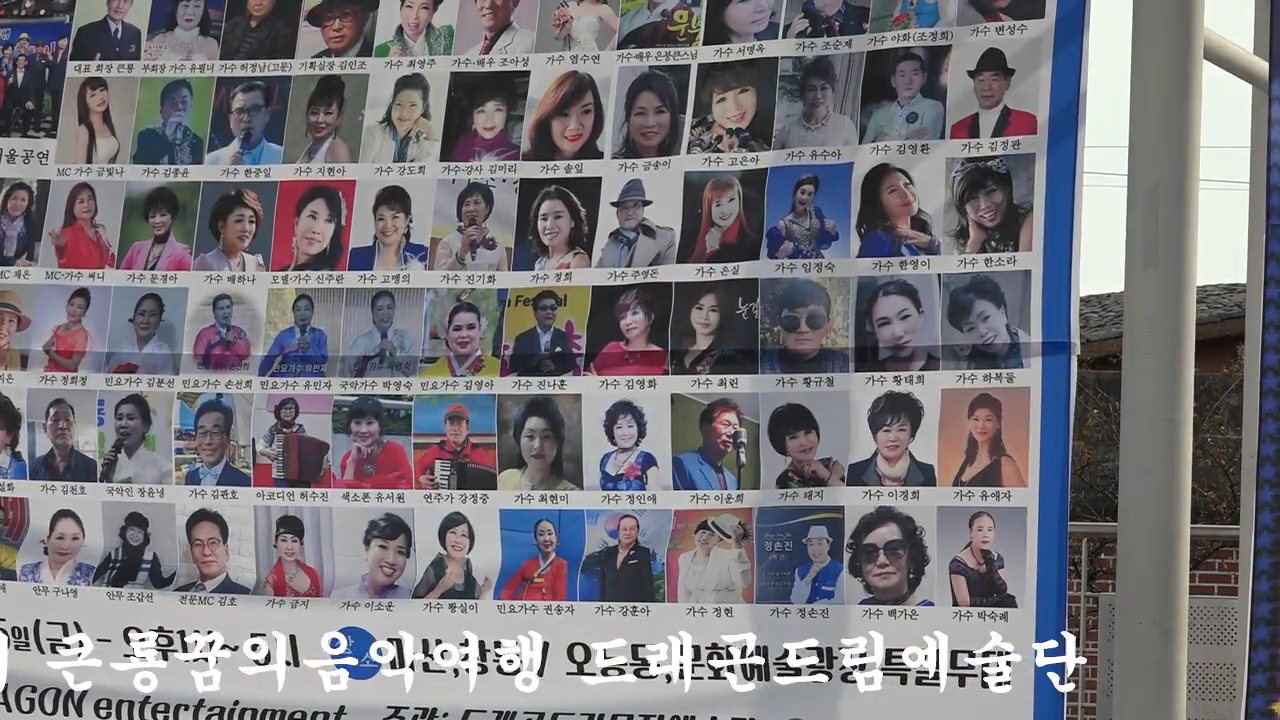 대표 회장 큰룡 부회장 가수 유필녀 가수 허정남(고문) 기획실장 김인조 가수 최영주 가수·배우 조아성 가수 염수연 가수·배우 은봉큰스님 가수 서명옥 가수 조순제 가수 야화(조정희) 가수 변성수
MC 가수 금빛나 가수 김종윤 가수 한중일 가수 지현아 가수 강도희 가수·강사 김미리 가수 솔잎 가수 금송이 가수 고은아 가수 유수아 가수 김영환 가수 김정관
MC 채은 MC·가수 써니 가수 문경아 가수 배하나 모델·가수 신주란 가수 고맹의 가수 진기화 가수 정희 가수 주영돈 가수 은실 가수 임정숙 가수 한영이 가수 한소라
가수 정희정 민요가수 김분선 민요가수 손선희 민요가수 유민자 국악가수 박영숙 민요가수 김영아 가수 진나훈 가수 김영화 가수 최린 가수 황규철 가수 황태희 가수 하복둘
가수 김천호 국악인 장윤녕 가수 김관호 아코디언 허수진 색소폰 유서원 연주가 강정중 가수 최현미 가수 정인애 가수 이운희 가수 태지 가수 이경희 가수 유애자
정손진
안무 구나영 안무 조갑선 전문MC 김호 가수 금지 가수 이소운 가수 황실이 민요가수 권송자 가수 강훈아 가수 정현 가수 정손진 가수 백가은 가수 박숙례
큰룡꿈의음악여행 드래곤드림예술단
AGON entertainment